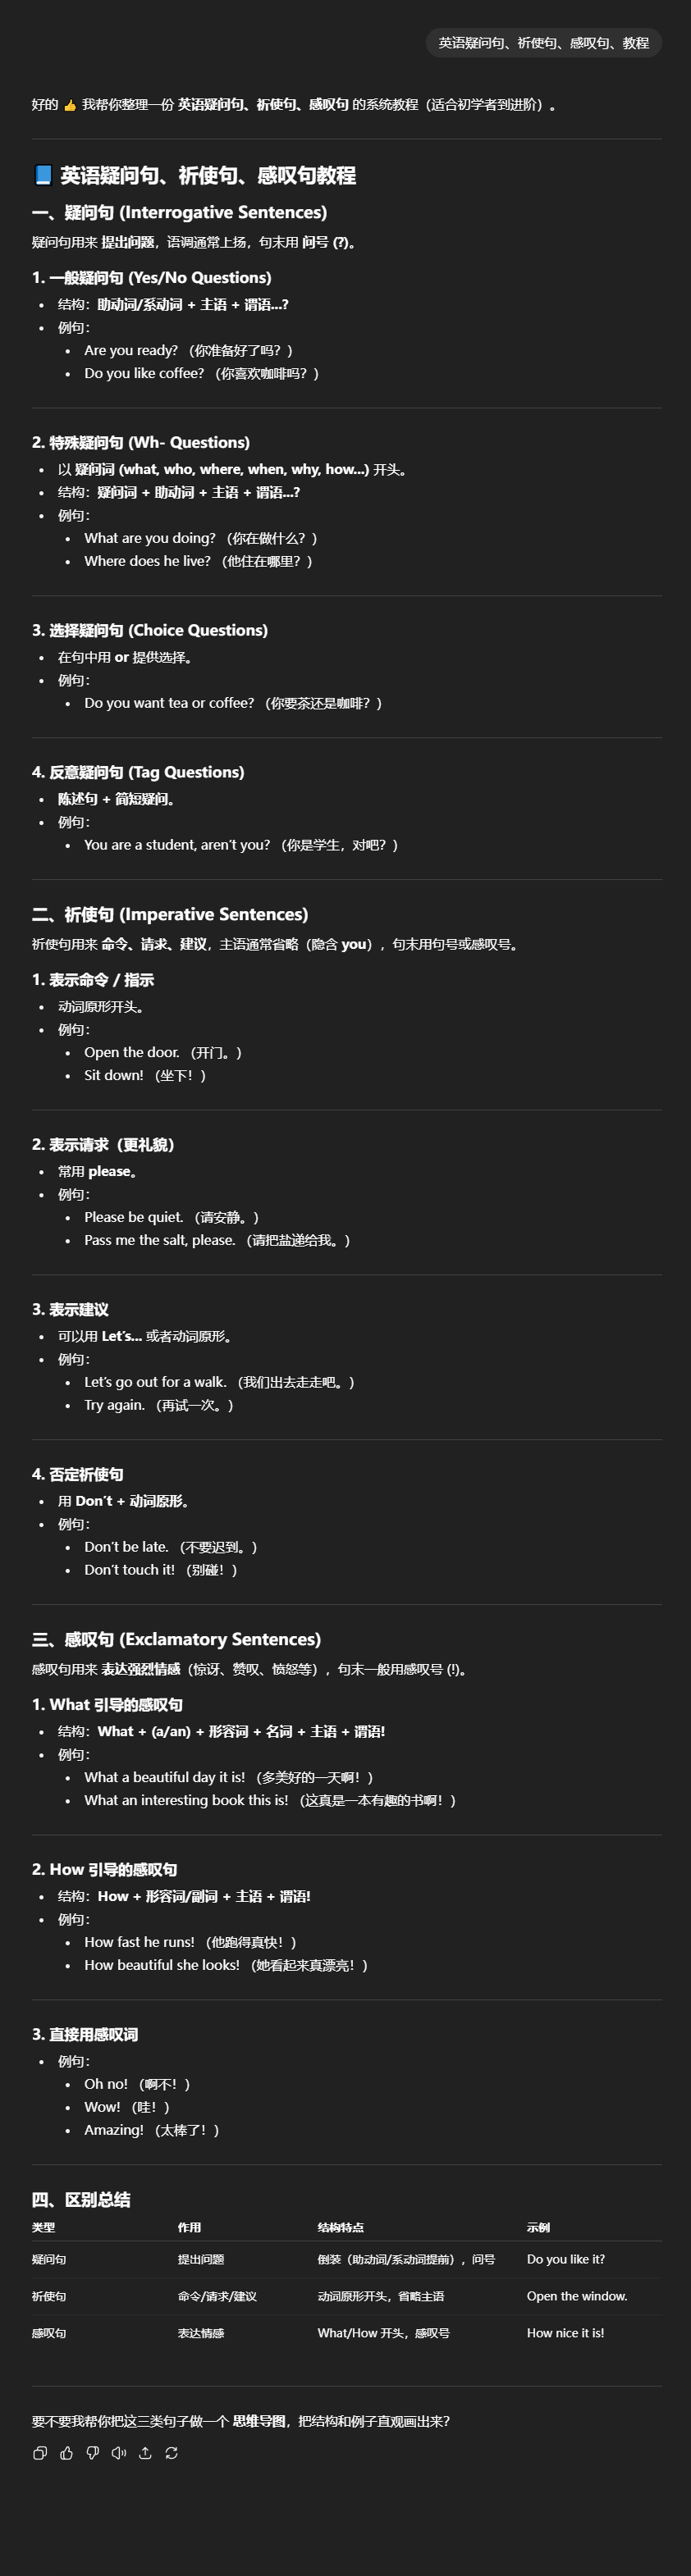 英语疑问句、祈使句、感叹句、教程
好的 👍 我帮你整理一份 英语疑问句、祈使句、感叹句 的系统教程（适合初学者到进阶）。
📘 英语疑问句、祈使句、感叹句教程
一、疑问句 (Interrogative Sentences)
疑问句用来 提出问题，语调通常上扬，句末用 问号 (?)。
1. 一般疑问句 (Yes/No Questions)
• 结构：助动词/系动词 + 主语 + 谓语...?
• 例句：
• Are you ready? （你准备好了吗？）
• Do you like coffee? （你喜欢咖啡吗？）
2. 特殊疑问句 (Wh- Questions)
• 以 疑问词 (what, who, where, when, why, how...) 开头。
• 结构：疑问词 + 助动词 + 主语 + 谓语...?
• 例句：
• What are you doing? （你在做什么？）
• Where does he live? （他住在哪里？）
3. 选择疑问句 (Choice Questions)
• 在句中用 or 提供选择。
• 例句：
• Do you want tea or coffee? （你要茶还是咖啡？）
4. 反意疑问句 (Tag Questions)
• 陈述句 + 简短疑问。
• 例句：
• You are a student, aren’t you? （你是学生，对吧？）
二、祈使句 (Imperative Sentences)
祈使句用来 命令、请求、建议，主语通常省略（隐含 you），句末用句号或感叹号。
1. 表示命令 / 指示
• 动词原形开头。
• 例句：
• Open the door. （开门。）
• Sit down! （坐下！）
2. 表示请求（更礼貌）
• 常用 please。
• 例句：
• Please be quiet. （请安静。）
• Pass me the salt, please. （请把盐递给我。）
3. 表示建议
• 可以用 Let’s... 或者动词原形。
• 例句：
• Let’s go out for a walk. （我们出去走走吧。）
• Try again. （再试一次。）
4. 否定祈使句
• 用 Don’t + 动词原形。
• 例句：
• Don’t be late. （不要迟到。）
• Don’t touch it! （别碰！）
三、感叹句 (Exclamatory Sentences)
感叹句用来 表达强烈情感（惊讶、赞叹、愤怒等），句末一般用感叹号 (!)。
1. What 引导的感叹句
• 结构：What + (a/an) + 形容词 + 名词 + 主语 + 谓语!
• 例句：
• What a beautiful day it is! （多美好的一天啊！）
• What an interesting book this is! （这真是一本有趣的书啊！）
2. How 引导的感叹句
• 结构：How + 形容词/副词 + 主语 + 谓语!
• 例句：
• How fast he runs! （他跑得真快！）
• How beautiful she looks! （她看起来真漂亮！）
3. 直接用感叹词
• 例句：
• Oh no! （啊不！）
• Wow! （哇！）
• Amazing! （太棒了！）
四、区别总结
类型 作用 结构特点 示例
疑问句 提出问题 倒装（助动词/系动词提前），问号 Do you like it?
祈使句 命令/请求/建议 动词原形开头，省略主语 Open the window.
感叹句 表达情感 What/How 开头，感叹号 How nice it is!
要不要我帮你把这三类句子做一个 思维导图，把结构和例子直观画出来？